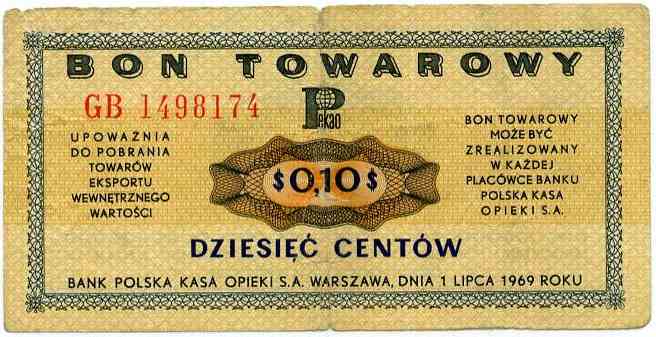 BON TOWAROWY
GB 1498174
Pekao
UPOWAŻNIA
DO POBRANIA
TOWARÓW
EKSPORTU
WEWNĘTRZNEGO
WARTOŚCI
BON TOWAROWY
MOŻE BYĆ
ZREALIZOWANY
W KAŻDEJ
PLACÓWCE BANKU
POLSKA KASA
OPIEKI S.A.
$0,10$
DZIESIĘĆ CENTÓW
BANK POLSKA KASA OPIEKI S.A. WARSZAWA, DNIA 1 LIPCA 1969 ROKU